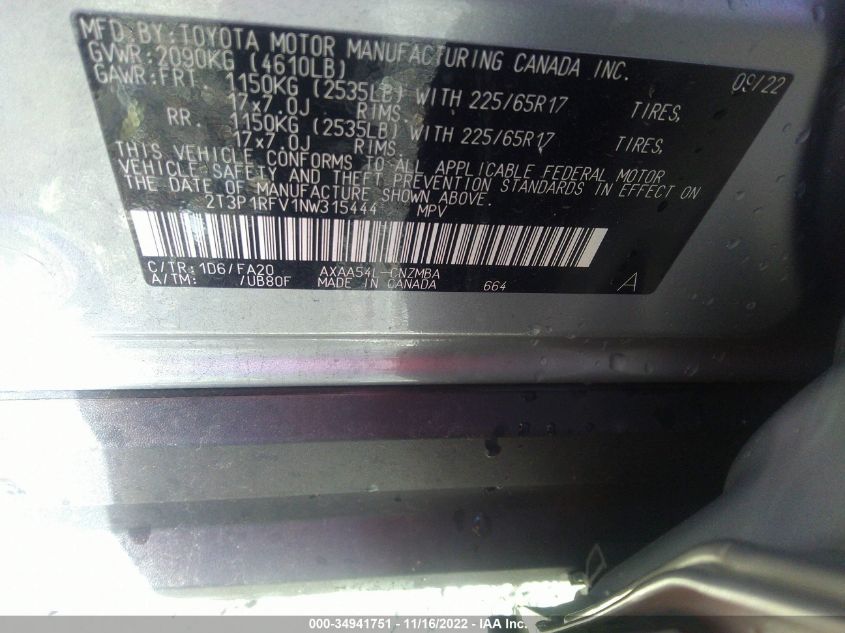 MFD BY: TOYOTA MOTOR MANUFACTURING CANADA INC.
GVWR: 2090KG (4610LB) 09/22
GAWR: FRT 1150KG (2535LB) WITH 225/65R17 TIRES,
17x7.0J RIMS,
RR 1150KG (2535LB) WITH 225/65R17 TIRES,
17x7.0J RIMS,
THIS VEHICLE CONFORMS TO ALL APPLICABLE FEDERAL MOTOR
VEHICLE SAFETY AND THEFT PREVENTION STANDARDS IN EFFECT ON
THE DATE OF MANUFACTURE SHOWN ABOVE.
2T3P1RFV1NW315444 MPV
C/TR: 1D6/FA20 AXAA54L-CNZMBA
A/TM: /UB80F MADE IN CANADA 664 A
000-34941751 - 11/16/2022 - IAA Inc.